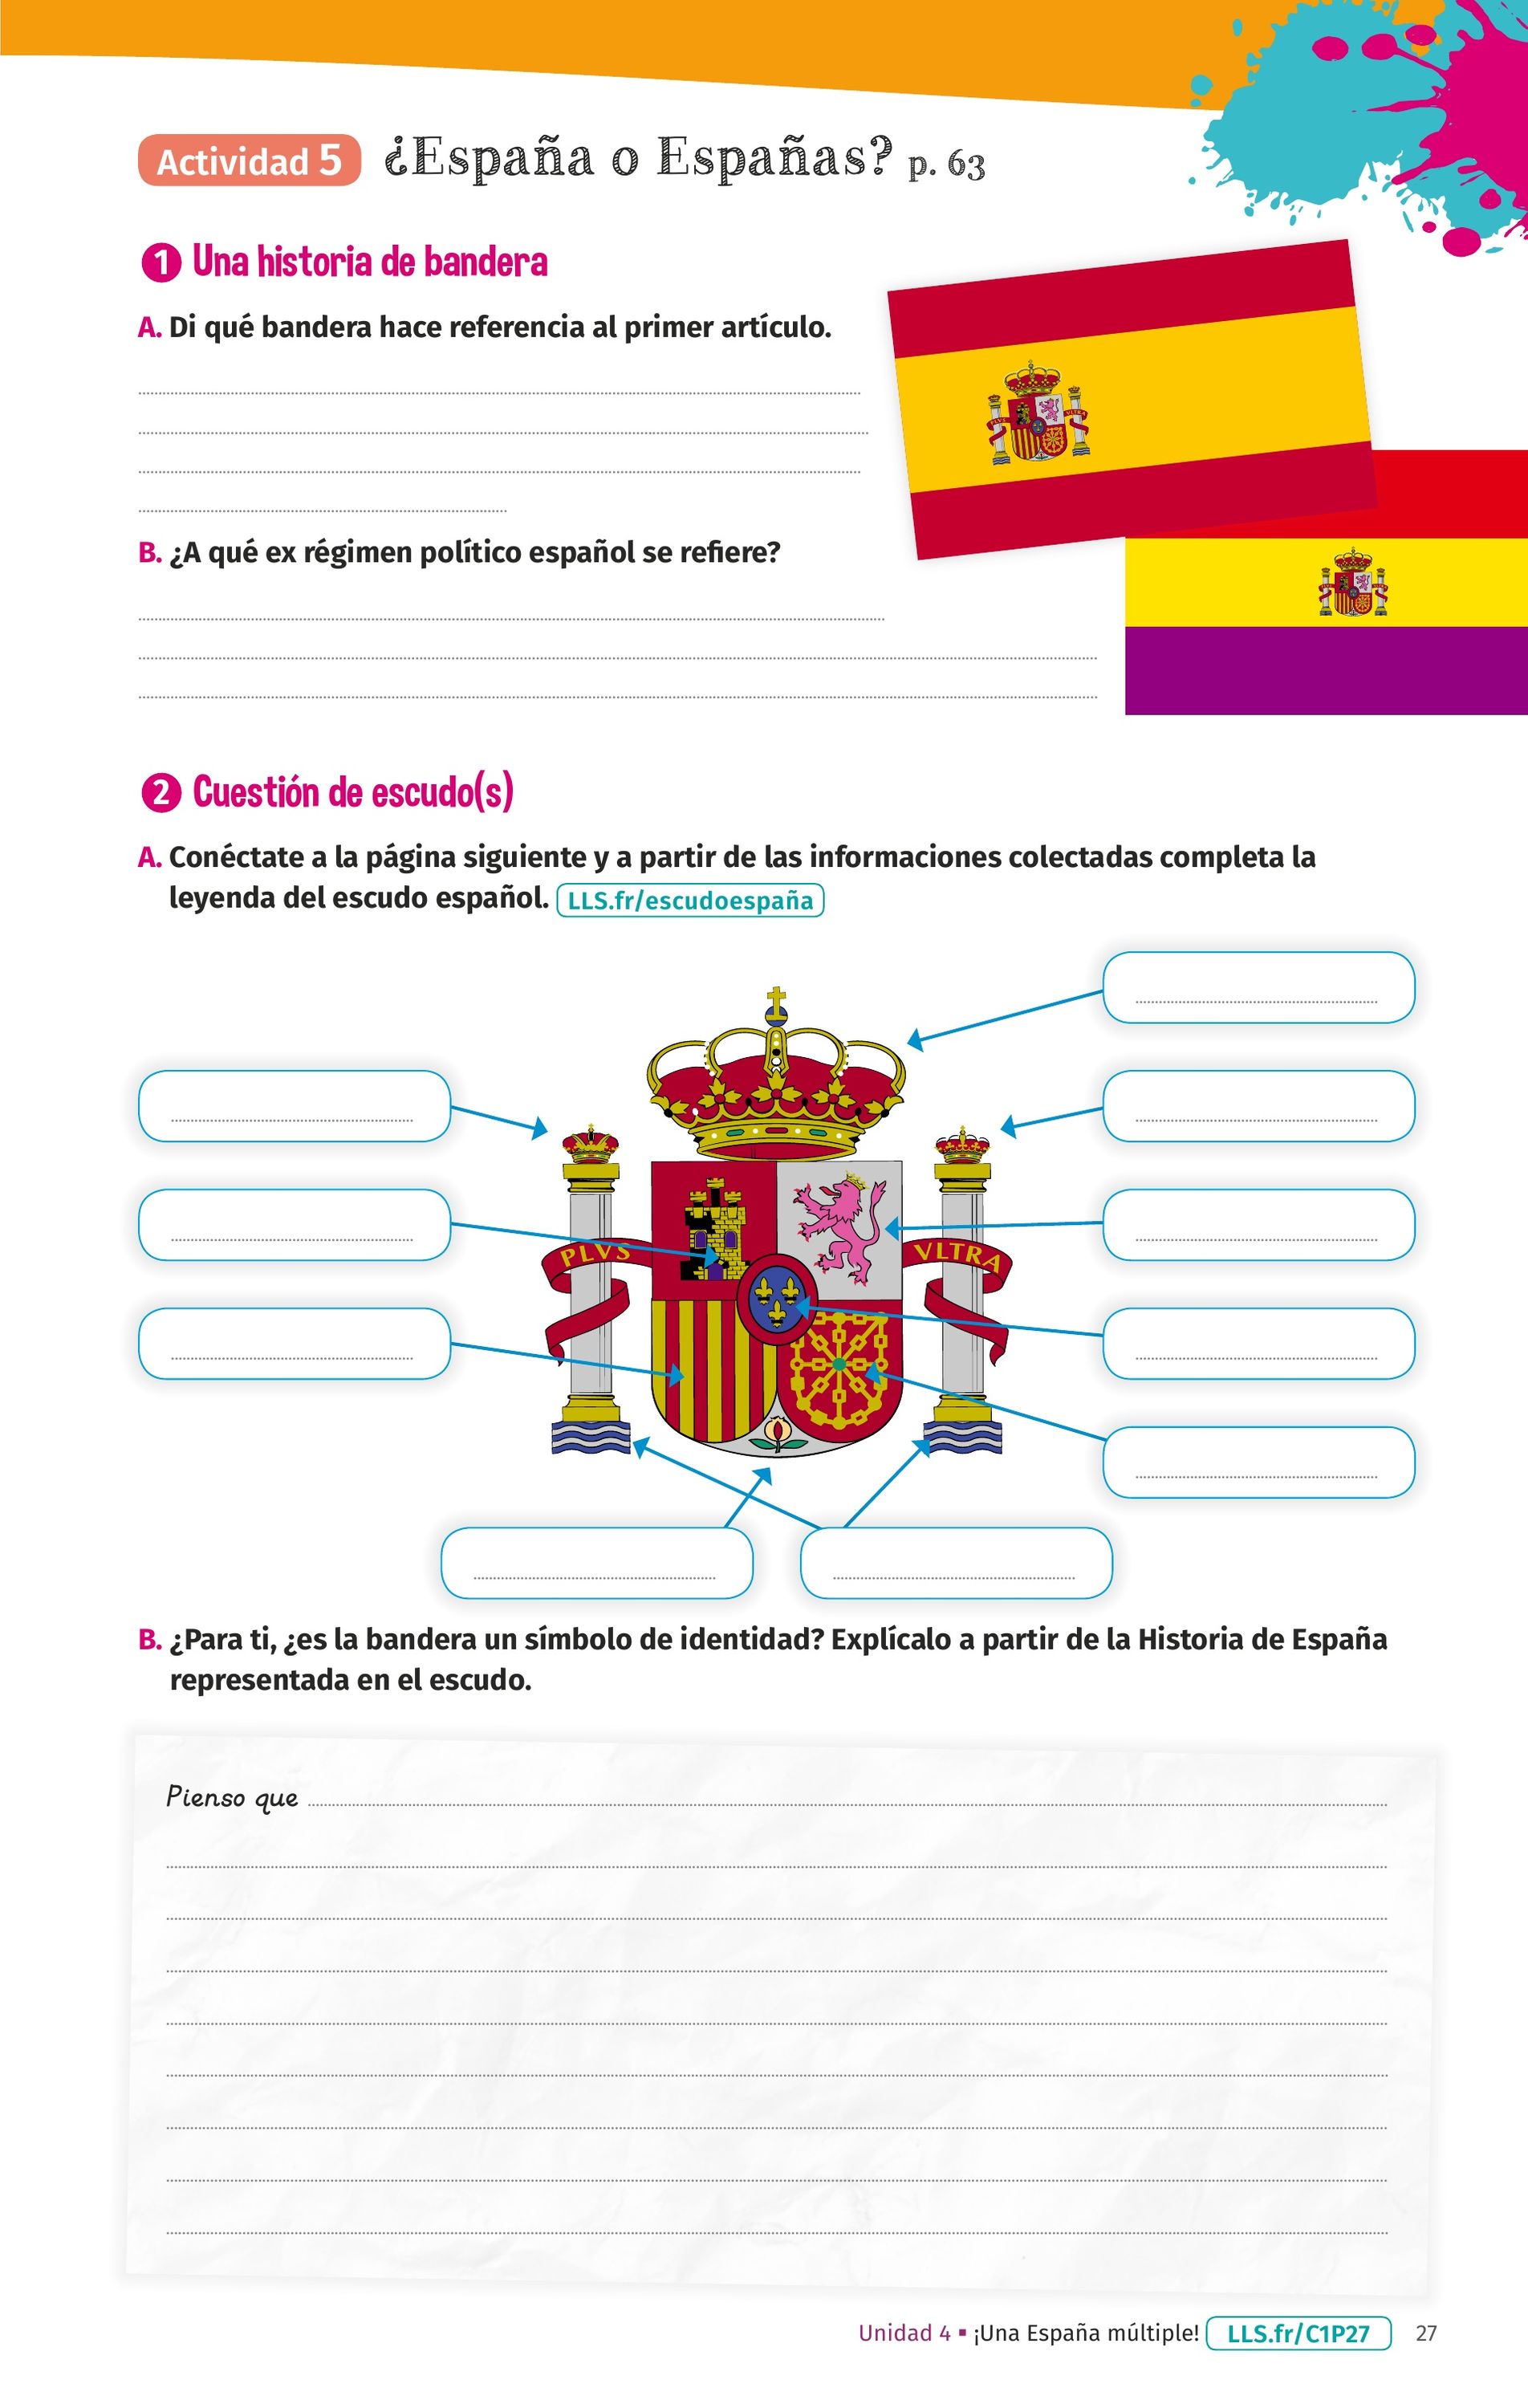 Actividad 5 ¿España o Españas? p. 63
1 Una historia de bandera
A. Di qué bandera hace referencia al primer artículo.
B. ¿A qué ex régimen político español se refiere?
2 Cuestión de escudo(s)
A. Conéctate a la página siguiente y a partir de las informaciones colectadas completa la
leyenda del escudo español. LLS.fr/escudoespaña
PLVS
VLTRA
B. ¿Para ti, ¿es la bandera un símbolo de identidad? Explícalo a partir de la Historia de España
representada en el escudo.
Pienso que
Unidad 4 ▪ ¡Una España múltiple! LLS.fr/C1P27 27